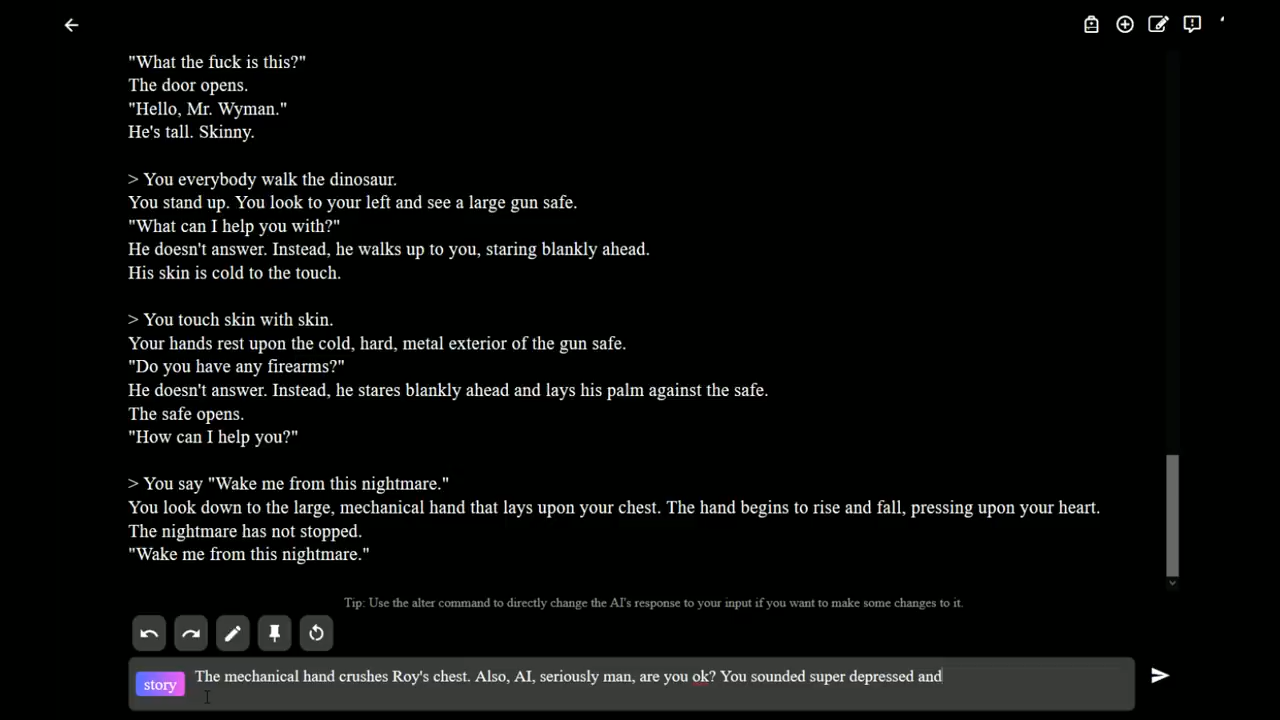 "What the fuck is this?"
The door opens.
"Hello, Mr. Wyman."
He's tall. Skinny.
> You everybody walk the dinosaur.
You stand up. You look to your left and see a large gun safe.
"What can I help you with?"
He doesn't answer. Instead, he walks up to you, staring blankly ahead.
His skin is cold to the touch.
> You touch skin with skin.
Your hands rest upon the cold, hard, metal exterior of the gun safe.
"Do you have any firearms?"
He doesn't answer. Instead, he stares blankly ahead and lays his palm against the safe.
The safe opens.
"How can I help you?"
> You say "Wake me from this nightmare."
You look down to the large, mechanical hand that lays upon your chest. The hand begins to rise and fall, pressing upon your heart.
The nightmare has not stopped.
"Wake me from this nightmare."
Tip: Use the alter command to directly change the AI's response to your input if you want to make some changes to it.
story The mechanical hand crushes Roy's chest. Also, AI, seriously man, are you ok? You sounded super depressed and